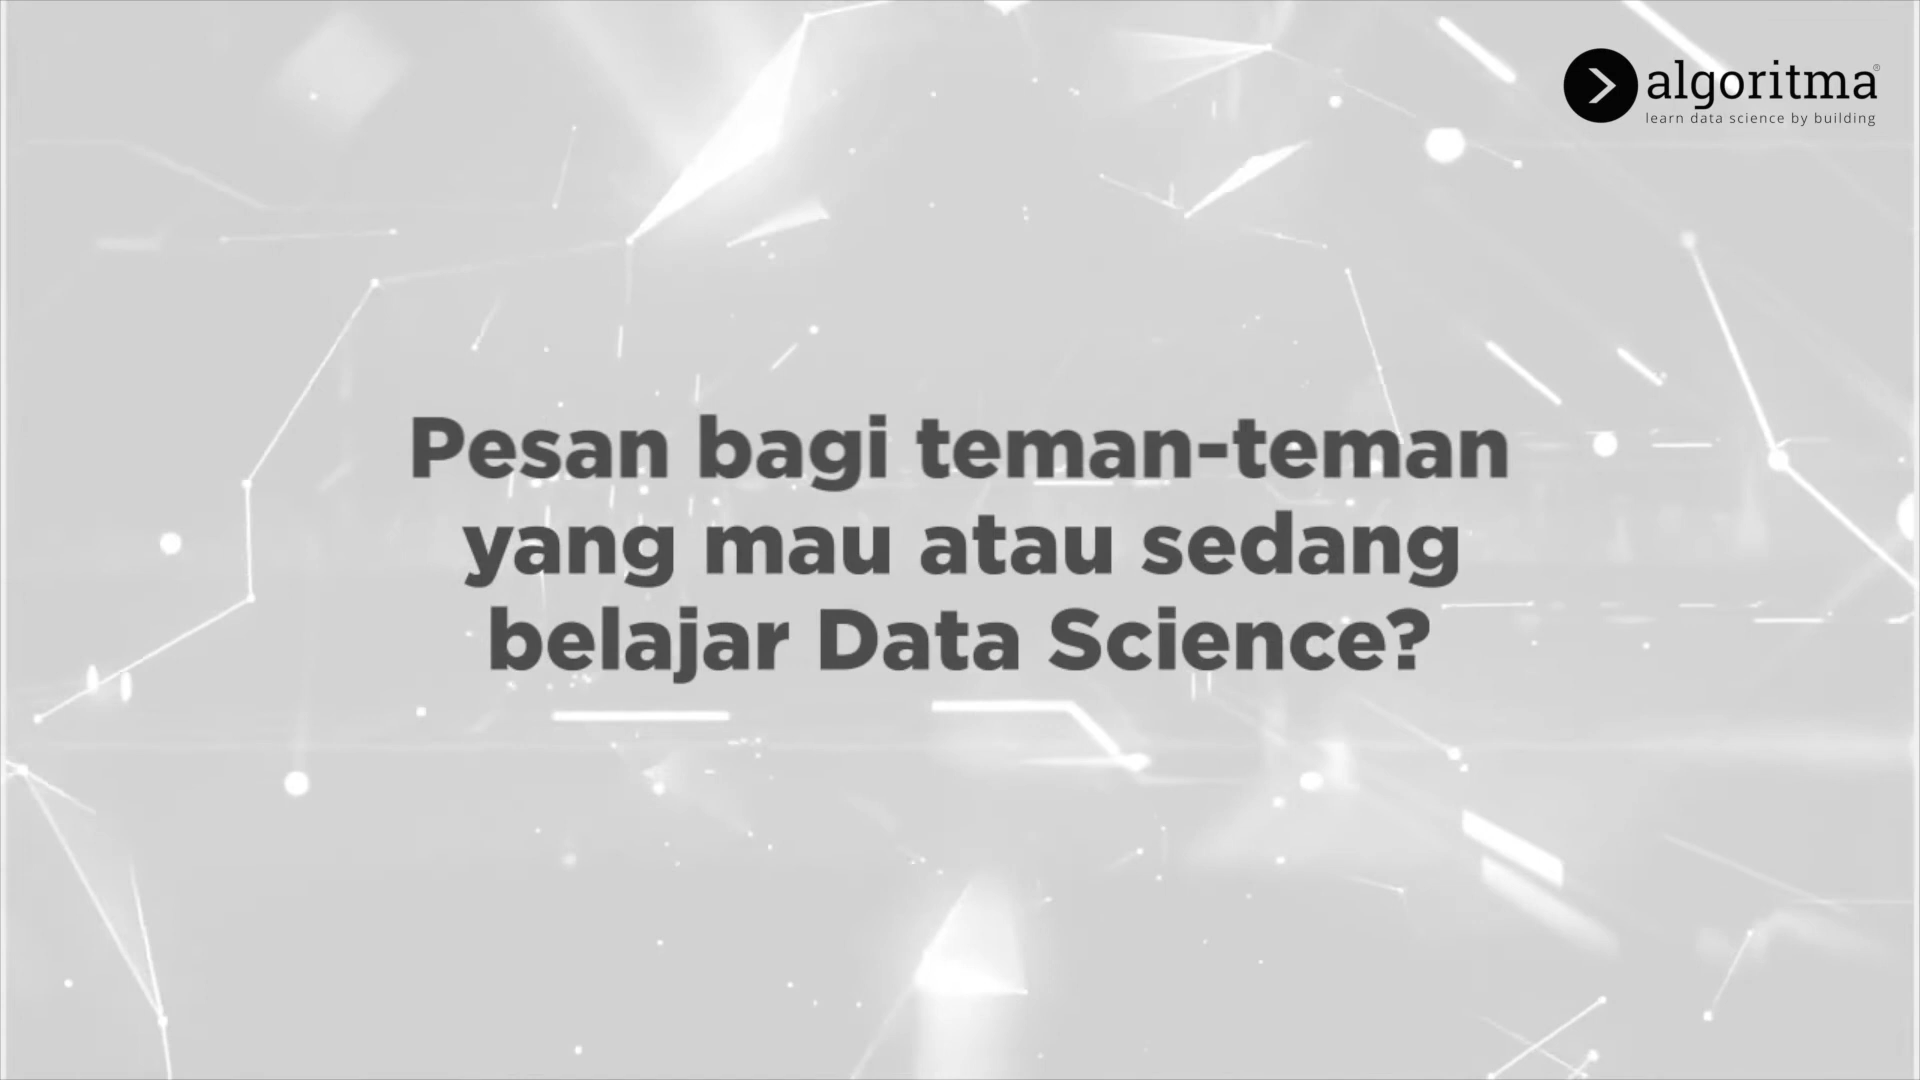 algoritma®
learn data science by building
Pesan bagi teman-teman
yang mau atau sedang
belajar Data Science?